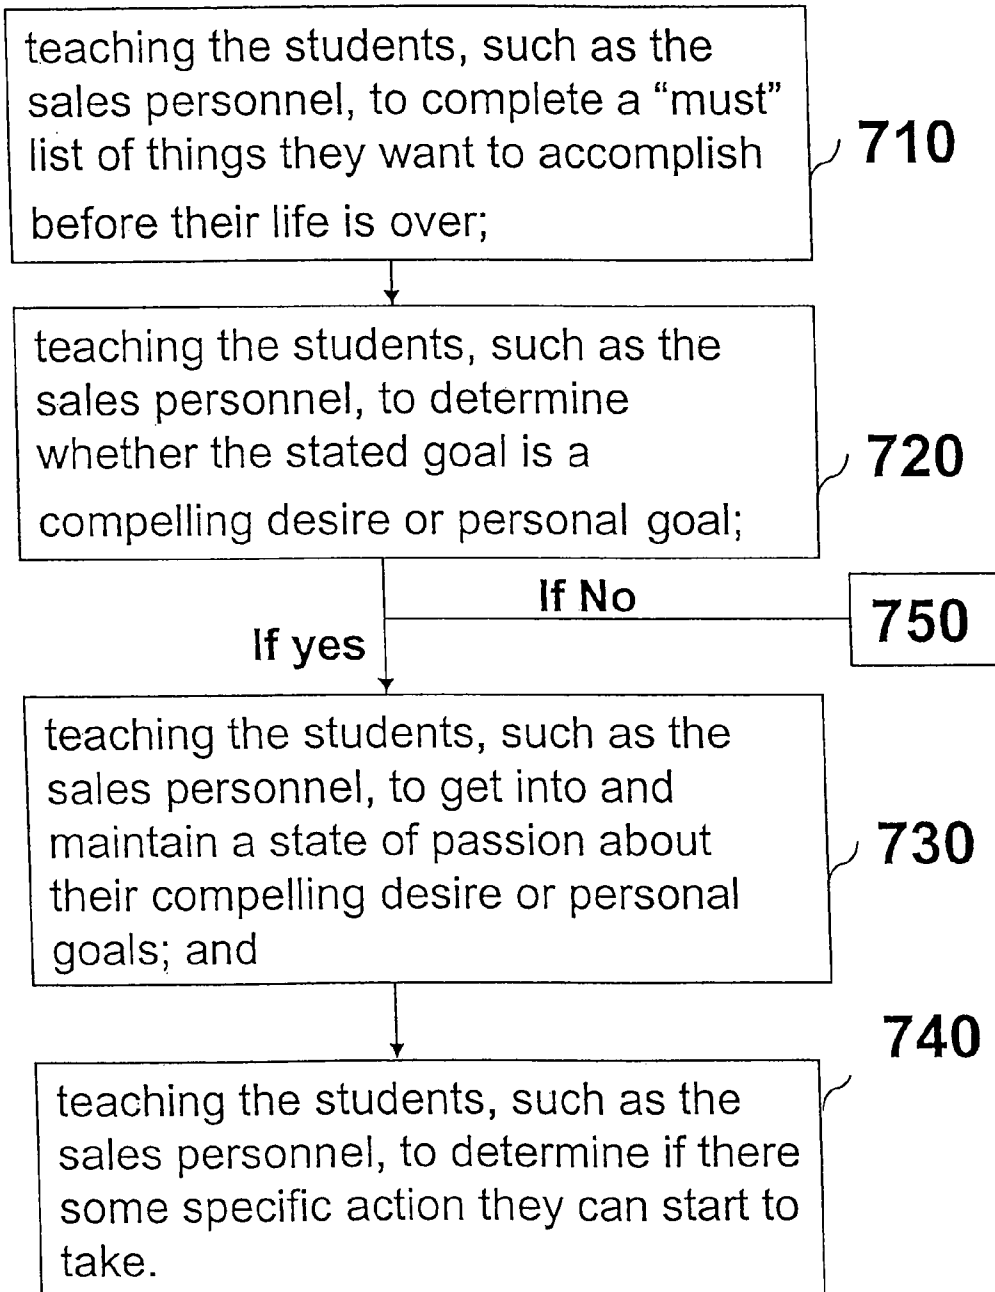 teaching the students, such as the
sales personnel, to complete a “must”
list of things they want to accomplish
before their life is over;
710
teaching the students, such as the
sales personnel, to determine
whether the stated goal is a
compelling desire or personal goal;
720
If No
750
If yes
teaching the students, such as the
sales personnel, to get into and
maintain a state of passion about
their compelling desire or personal
goals; and
730
740
teaching the students, such as the
sales personnel, to determine if there
some specific action they can start to
take.